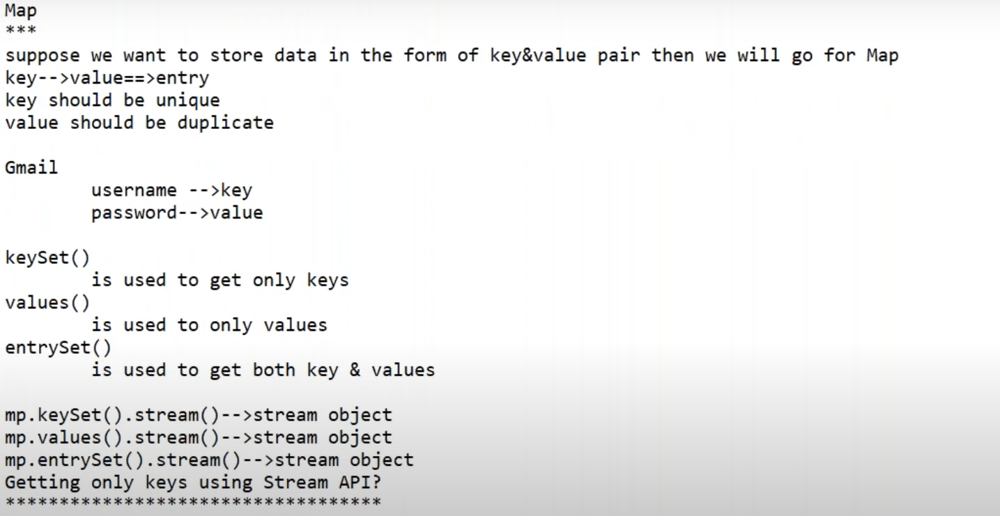 Map
***
suppose we want to store data in the form of key&value pair then we will go for Map
key-->value==>entry
key should be unique
value should be duplicate
Gmail
username -->key
password-->value
keySet()
is used to get only keys
values()
is used to only values
entrySet()
is used to get both key & values
mp.keySet().stream()-->stream object
mp.values().stream()-->stream object
mp.entrySet().stream()-->stream object
Getting only keys using Stream API?
***********************************